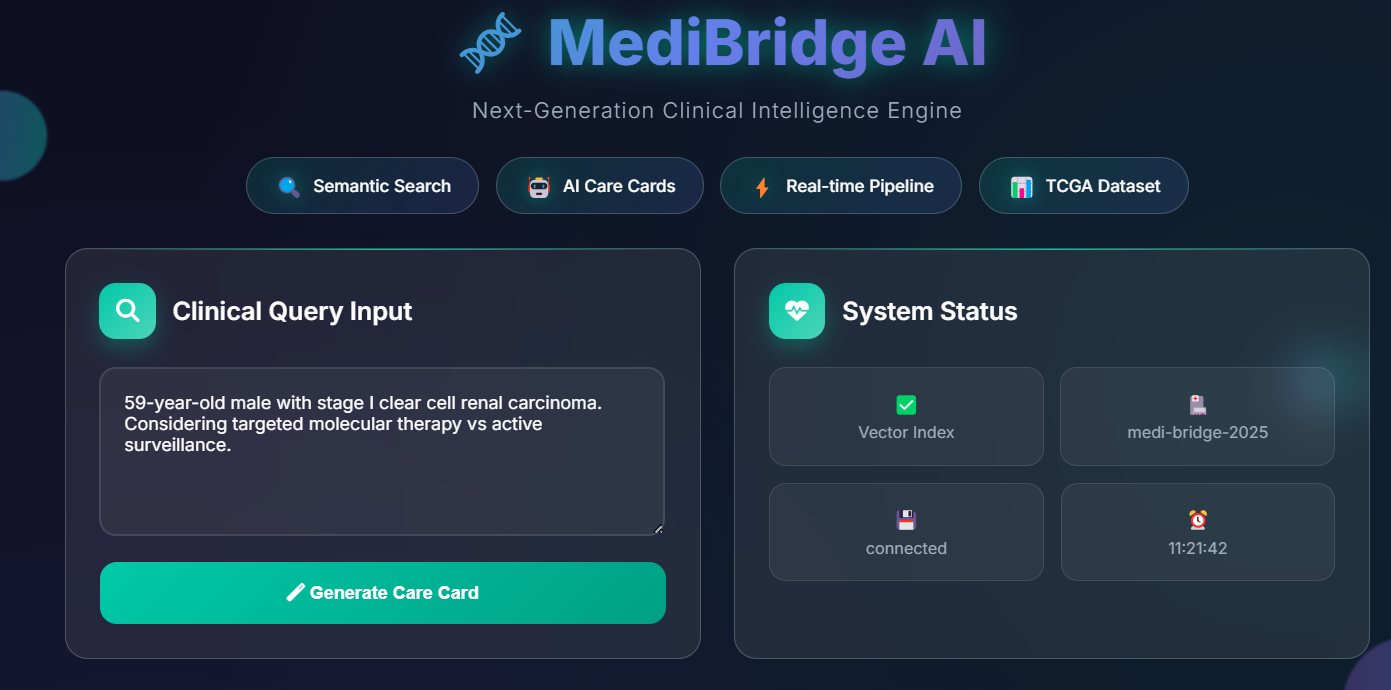 MediBridge AI
Next-Generation Clinical Intelligence Engine
Semantic Search
AI Care Cards
Real-time Pipeline
TCGA Dataset
Clinical Query Input
59-year-old male with stage I clear cell renal carcinoma.
Considering targeted molecular therapy vs active
surveillance.
Generate Care Card
System Status
Vector Index
medi-bridge-2025
connected
11:21:42